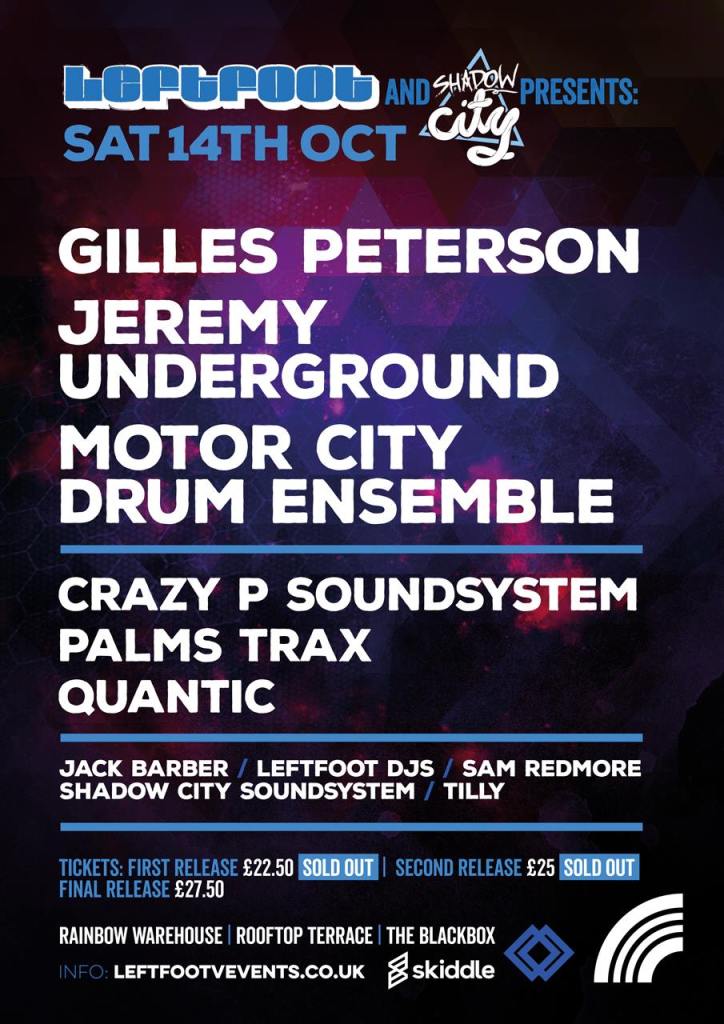 LEFTFOOT AND SHADOW city PRESENTS:
SAT 14TH OCT
GILLES PETERSON
JEREMY
UNDERGROUND
MOTOR CITY
DRUM ENSEMBLE
CRAZY P SOUNDSYSTEM
PALMS TRAX
QUANTIC
JACK BARBER / LEFTFOOT DJS / SAM REDMORE
SHADOW CITY SOUNDSYSTEM / TILLY
TICKETS: FIRST RELEASE £22.50 SOLD OUT | SECOND RELEASE £25 SOLD OUT
FINAL RELEASE £27.50
RAINBOW WAREHOUSE | ROOFTOP TERRACE | THE BLACKBOX
INFO: LEFTFOOTVEVENTS.CO.UK skiddle